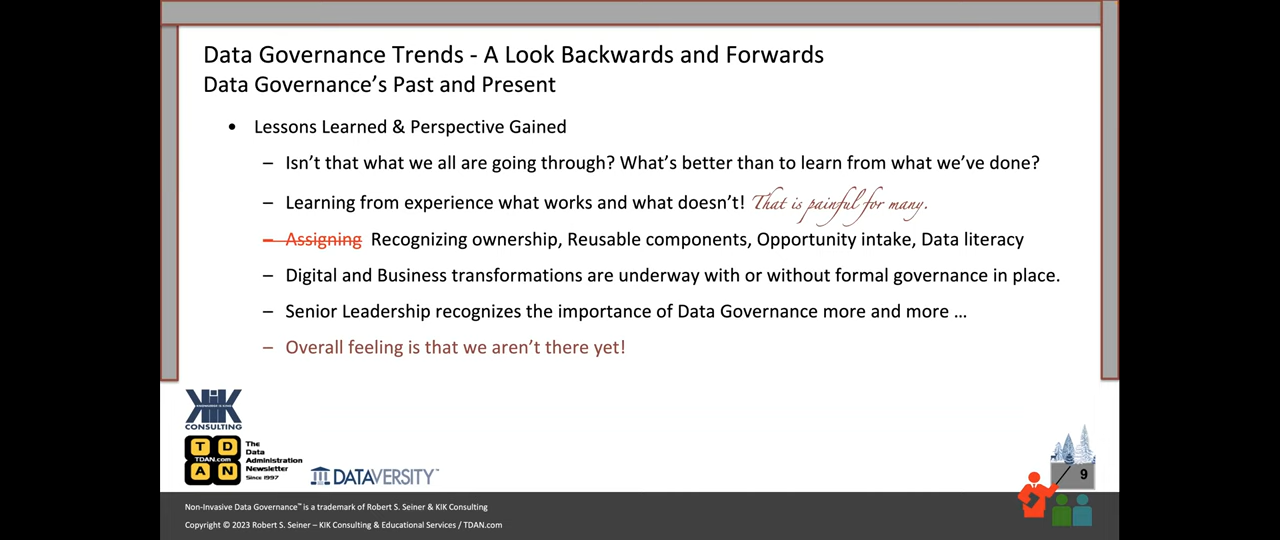 Data Governance Trends - A Look Backwards and Forwards
Data Governance's Past and Present
• Lessons Learned & Perspective Gained
– Isn't that what we all are going through? What's better than to learn from what we've done?
– Learning from experience what works and what doesn't! That is painful for many.
– Assigning Recognizing ownership, Reusable components, Opportunity intake, Data literacy
– Digital and Business transformations are underway with or without formal governance in place.
– Senior Leadership recognizes the importance of Data Governance more and more …
– Overall feeling is that we aren't there yet!
KIK
CONSULTING
T D
TDAN.com
A N
The
Data
Administration
Newsletter
Since 1997
DATAVERSITY™
9
Non-Invasive Data Governance™ is a trademark of Robert S. Seiner & KIK Consulting
Copyright © 2023 Robert S. Seiner – KIK Consulting & Educational Services / TDAN.com